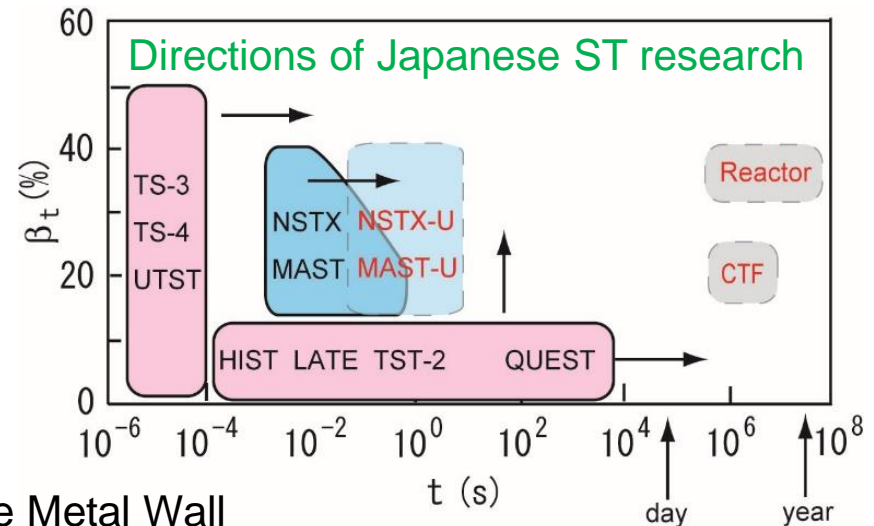 Directions of Japanese ST research
60
40
20
0
βt (%)
TS-3
TS-4
UTST
NSTX NSTX-U
MAST MAST-U
Reactor
CTF
HIST LATE TST-2 QUEST
10^-6 10^-4 10^-2 10^0 10^2 10^4 10^6 10^8
t (s)
day year
e Metal Wall